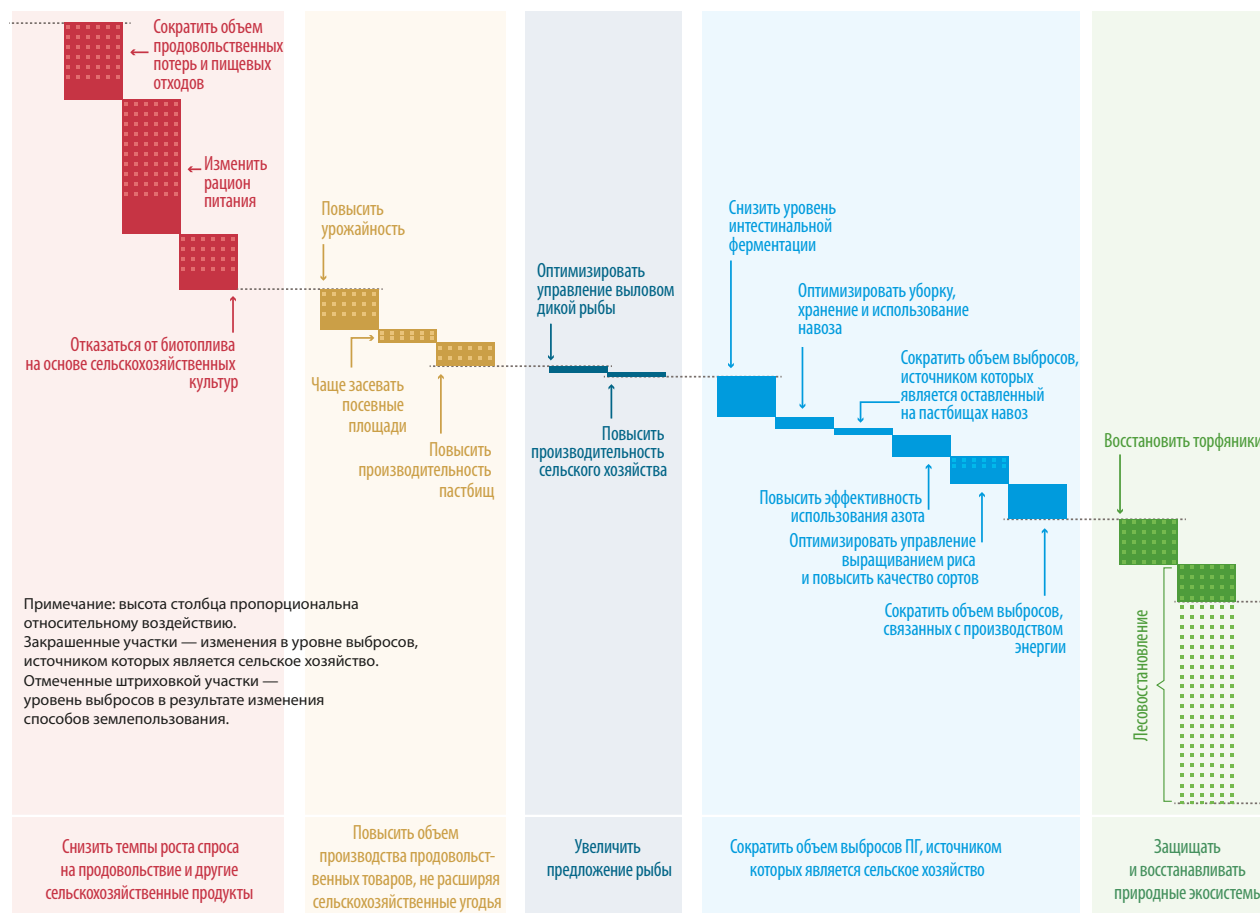 Сократить объем
продовольственных
потерь и пищевых
отходов
Изменить
рацион
питания
Отказаться от биотоплива
на основе сельскохозяйственных
культур
Повысить
урожайность
Чаще засевать
посевные
площади
Повысить
производительность
пастбищ
Оптимизировать
управление выловом
дикой рыбы
Повысить
производительность
сельского хозяйства
Снизить уровень
интестинальной
ферментации
Оптимизировать уборку,
хранение и использование
навоза
Сократить объем выбросов,
источником которых
является оставленный
на пастбищах навоз
Повысить эффективность
использования азота
Оптимизировать управление
выращиванием риса
и повысить качество сортов
Сократить объем выбросов,
связанных с производством
энергии
Восстановить торфяники
Лесовосстановление
Примечание: высота столбца пропорциональна
относительному воздействию.
Закрашенные участки — изменения в уровне выбросов,
источником которых является сельское хозяйство.
Отмеченные штриховкой участки —
уровень выбросов в результате изменения
способов землепользования.
Снизить темпы роста спроса
на продовольствие и другие
сельскохозяйственные продукты
Повысить объем
производства продовольст-
венных товаров, не расширяя
сельскохозяйственные угодья
Увеличить
предложение рыбы
Сократить объем выбросов ПГ, источником
которых является сельское хозяйство
Защищать
и восстанавливать
природные экосистемы